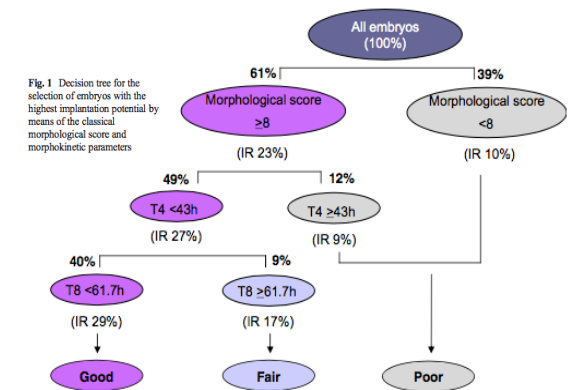 All embryos
(100%)
61%
39%
Fig. 1 Decision tree for the
selection of embryos with the
highest implantation potential by
means of the classical
morphological score and
morphokinetic parameters
Morphological score
≥8
Morphological score
<8
(IR 23%)
(IR 10%)
49%
12%
T4 <43h
T4 ≥43h
(IR 27%)
(IR 9%)
40%
9%
T8 <61.7h
T8 ≥61.7h
(IR 29%)
(IR 17%)
Good
Fair
Poor